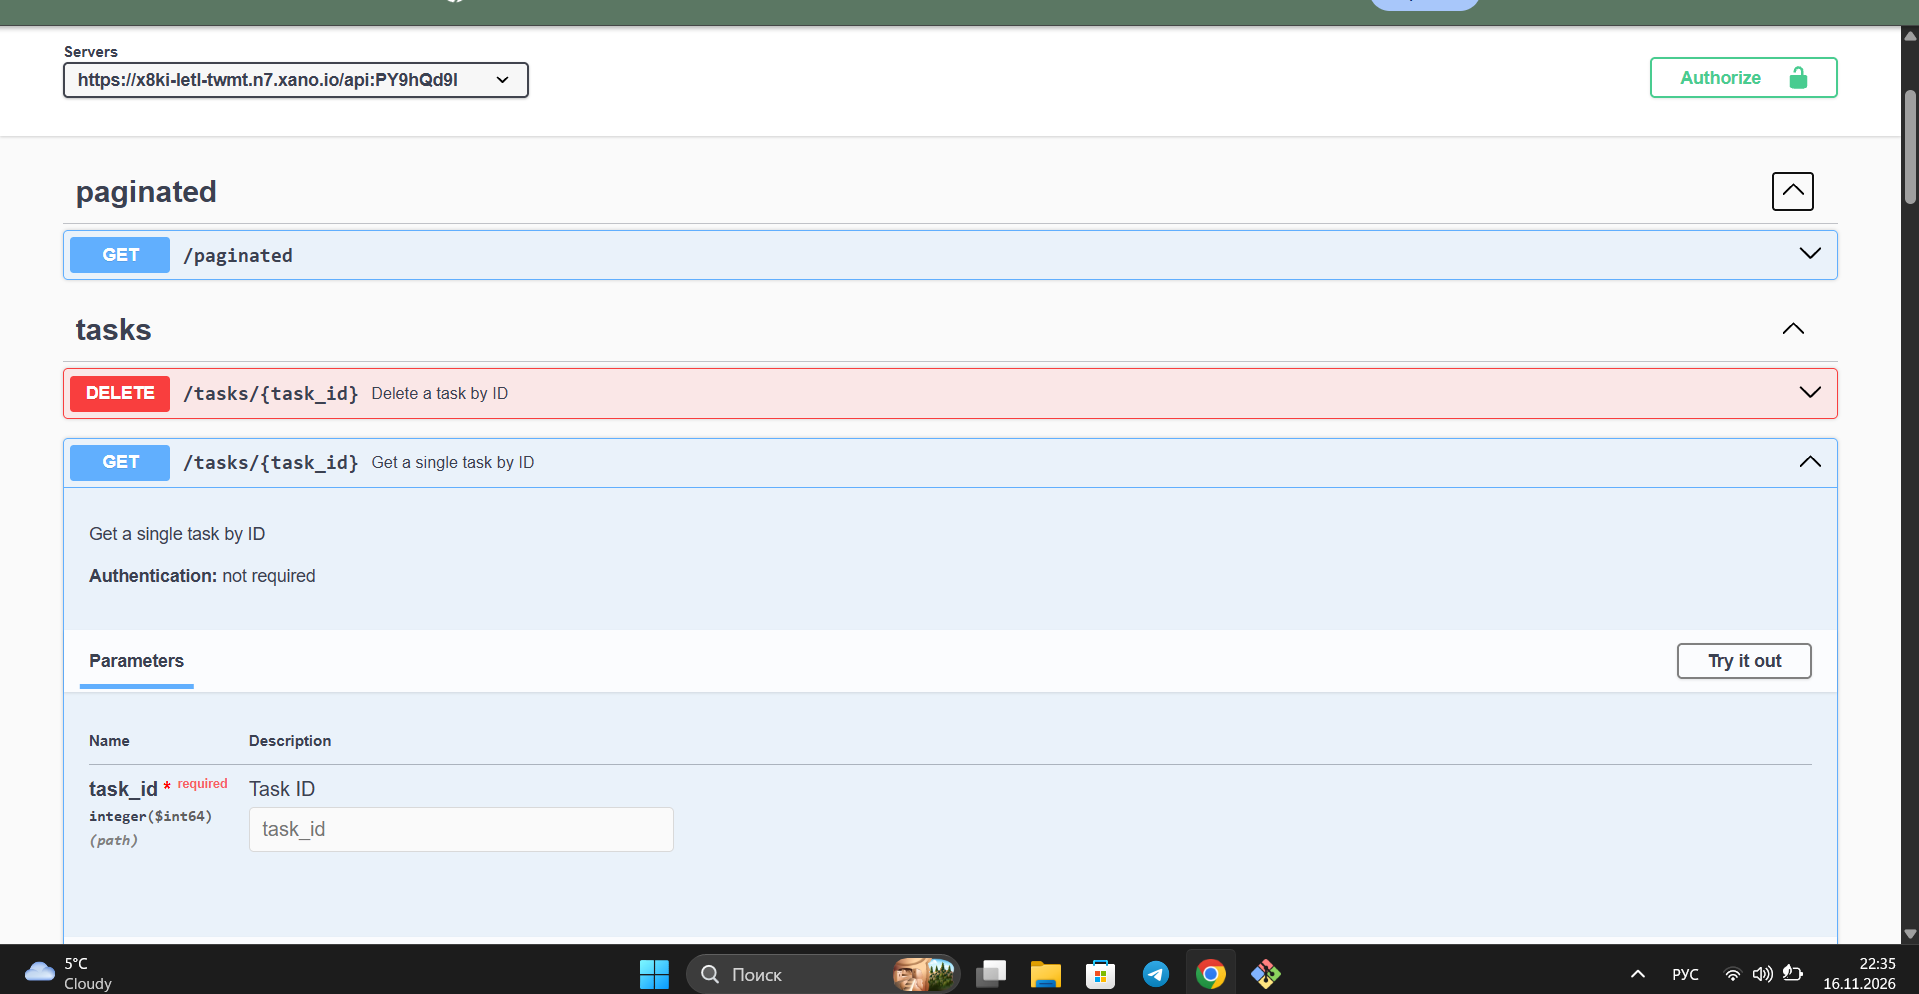 Servers
https://x8ki-letl-twmt.n7.xano.io/api:PY9hQd9l
Authorize
paginated
GET /paginated
tasks
DELETE /tasks/{task_id} Delete a task by ID
GET /tasks/{task_id} Get a single task by ID
Get a single task by ID
Authentication: not required
Parameters
Try it out
Name Description
task_id * required Task ID
integer($int64)
task_id
(path)
5°C
Cloudy
Поиск
РУС
22:35
16.11.2026